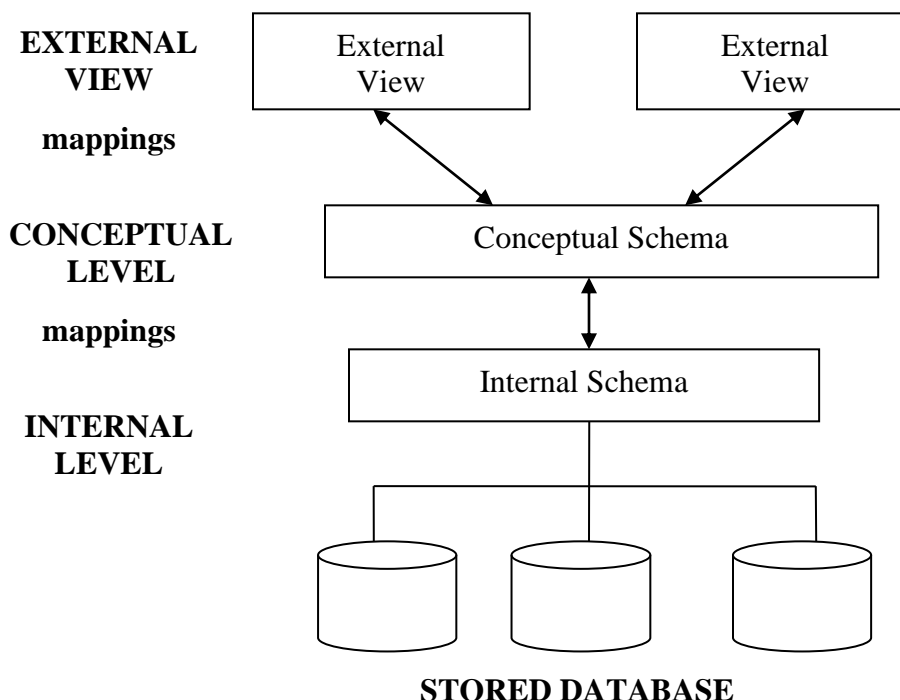 EXTERNAL
VIEW
External
View
External
View
mappings
CONCEPTUAL
LEVEL
Conceptual Schema
mappings
Internal Schema
INTERNAL
LEVEL
STORED DATABASE